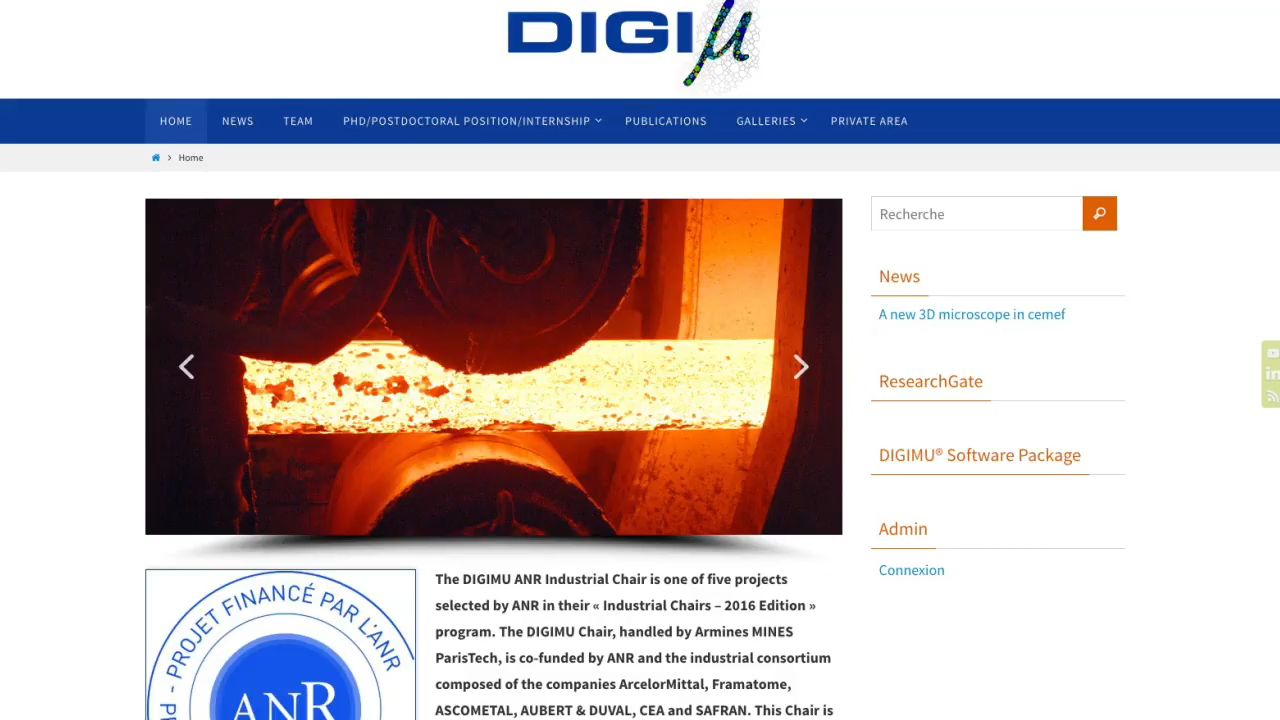 DIGIµ
HOME NEWS TEAM PHD/POSTDOCTORAL POSITION/INTERNSHIP PUBLICATIONS GALLERIES PRIVATE AREA
Home
Recherche
News
A new 3D microscope in cemef
ResearchGate
DIGIMU® Software Package
Admin
Connexion
PROJET FINANCÉ PAR L'ANR
ANR
The DIGIMU ANR Industrial Chair is one of five projects
selected by ANR in their « Industrial Chairs – 2016 Edition »
program. The DIGIMU Chair, handled by Armines MINES
ParisTech, is co-funded by ANR and the industrial consortium
composed of the companies ArcelorMittal, Framatome,
ASCOMETAL, AUBERT & DUVAL, CEA and SAFRAN. This Chair is